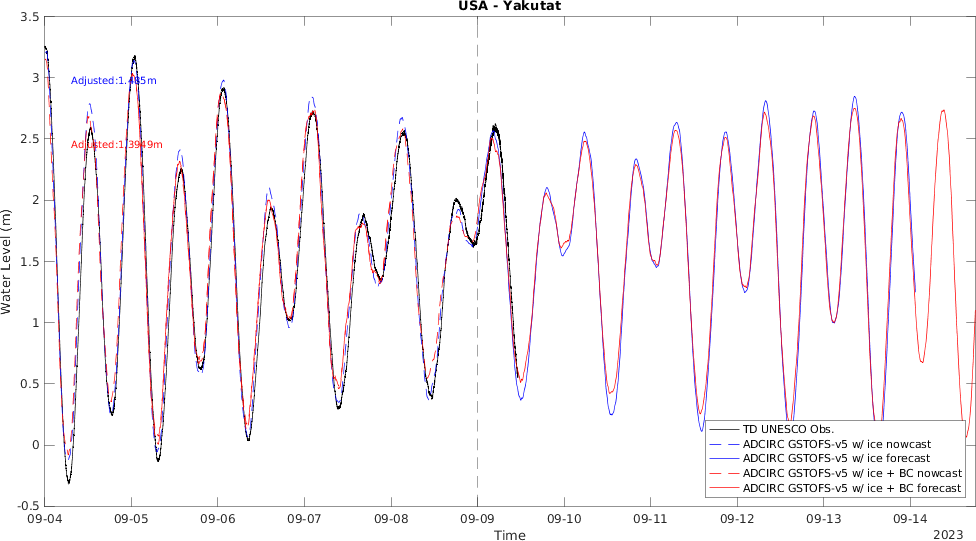 USA - Yakutat
3.5
3
2.5
2
1.5
1
0.5
0
-0.5
Water Level (m)
Adjusted:1.485m
Adjusted:1.3949m
TD UNESCO Obs.
ADCIRC GSTOFS-v5 w/ ice nowcast
ADCIRC GSTOFS-v5 w/ ice forecast
ADCIRC GSTOFS-v5 w/ ice + BC nowcast
ADCIRC GSTOFS-v5 w/ ice + BC forecast
09-04 09-05 09-06 09-07 09-08 09-09 09-10 09-11 09-12 09-13 09-14
Time
2023